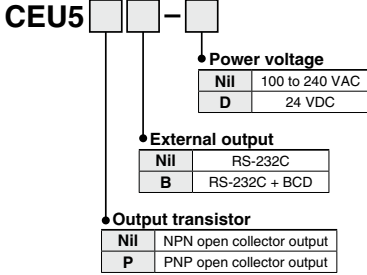 CEU5 –
Power voltage
Nil 100 to 240 VAC
D 24 VDC
External output
Nil RS-232C
B RS-232C + BCD
Output transistor
Nil NPN open collector output
P PNP open collector output